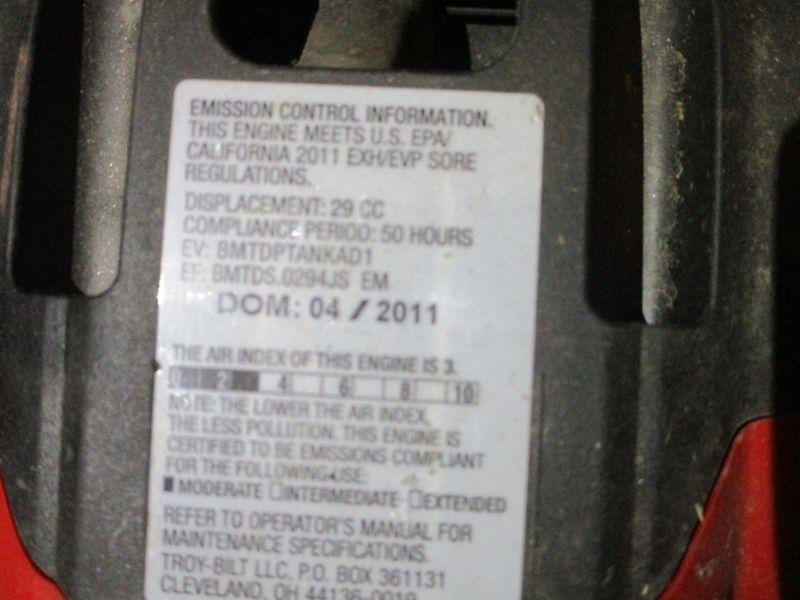 EMISSION CONTROL INFORMATION.
THIS ENGINE MEETS U.S. EPA/
CALIFORNIA 2011 EXH/EVP SORE
REGULATIONS.
DISPLACEMENT: 29 CC
COMPLIANCE PERIOD: 50 HOURS
EV: BMTDPTANKAD1
EF: BMTDS.0294JS EM
DOM: 04 / 2011
THE AIR INDEX OF THIS ENGINE IS 3.
2 4 6 8 10
NOTE: THE LOWER THE AIR INDEX,
THE LESS POLLUTION. THIS ENGINE IS
CERTIFIED TO BE EMISSIONS COMPLIANT
FOR THE FOLLOWING USE:
■ MODERATE □INTERMEDIATE □EXTENDED
REFER TO OPERATOR'S MANUAL FOR
MAINTENANCE SPECIFICATIONS.
TROY-BILT LLC, P.O. BOX 361131
CLEVELAND, OH 44136-0019